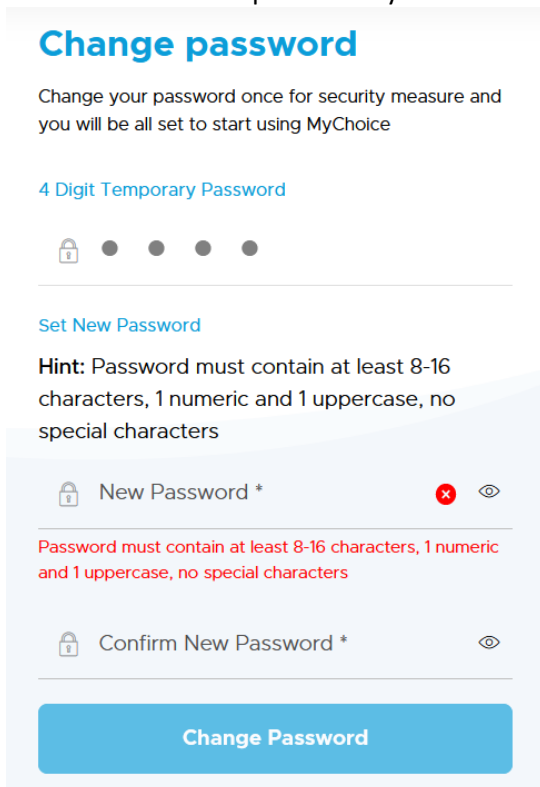 Change password
Change your password once for security measure and
you will be all set to start using MyChoice
4 Digit Temporary Password
Set New Password
Hint: Password must contain at least 8-16
characters, 1 numeric and 1 uppercase, no
special characters
New Password *
Password must contain at least 8-16 characters, 1 numeric
and 1 uppercase, no special characters
Confirm New Password *
Change Password